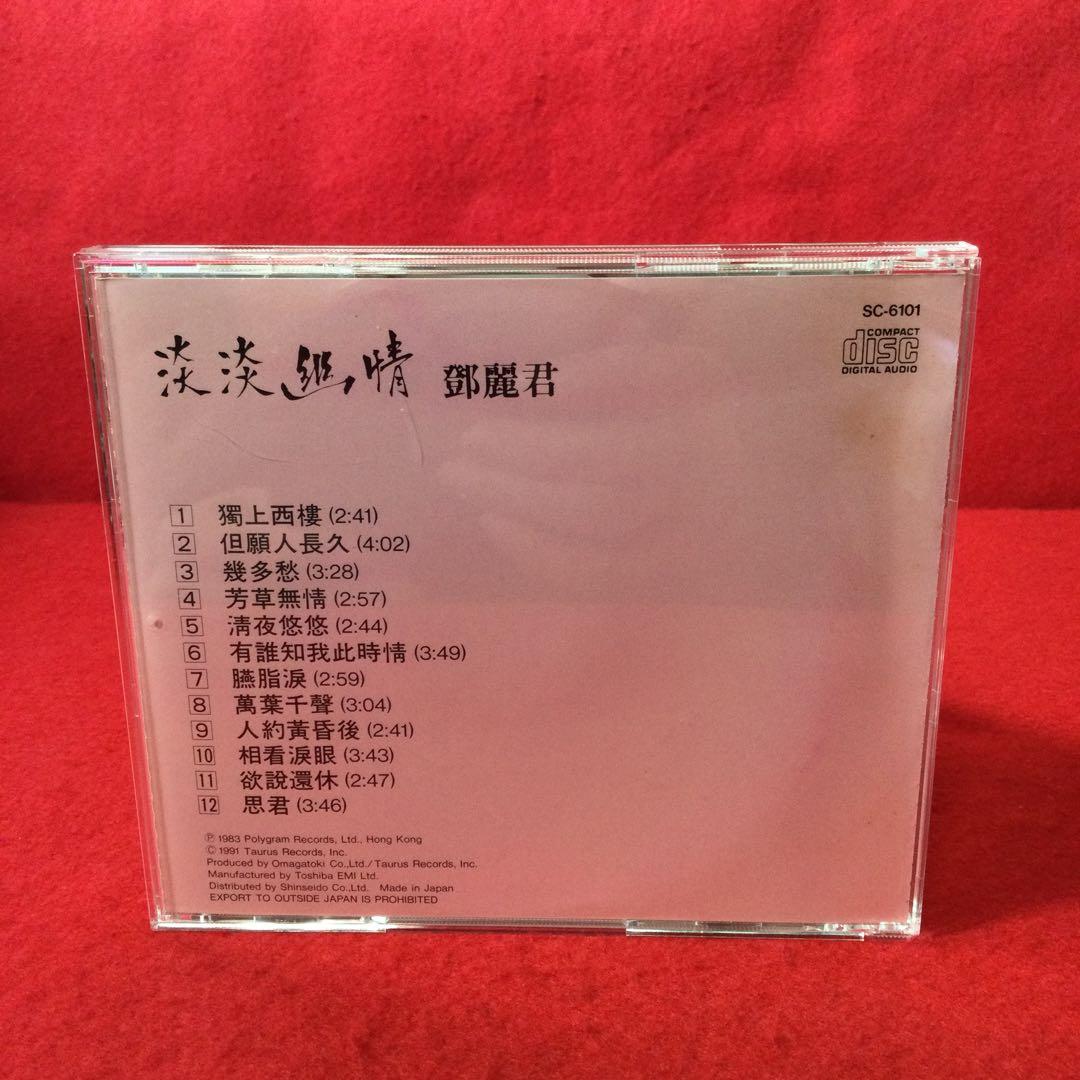 SC-6101
COMPACT
disc
DIGITAL AUDIO
淡淡幽情 鄧麗君
1 獨上西樓 (2:41)
2 但願人長久 (4:02)
3 幾多愁 (3:28)
4 芳草無情 (2:57)
5 清夜悠悠 (2:44)
6 有誰知我此時情 (3:49)
7 臙脂淚 (2:59)
8 萬葉千聲 (3:04)
9 人約黃昏後 (2:41)
10 相看淚眼 (3:43)
11 欲說還休 (2:47)
12 思君 (3:46)
Ⓟ 1983 Polygram Records, Ltd., Hong Kong
© 1991 Taurus Records, Inc.
Produced by Omagatoki Co.,Ltd./Taurus Records, Inc.
Manufactured by Toshiba EMI Ltd.
Distributed by Shinseido Co.,Ltd. Made in Japan
EXPORT TO OUTSIDE JAPAN IS PROHIBITED